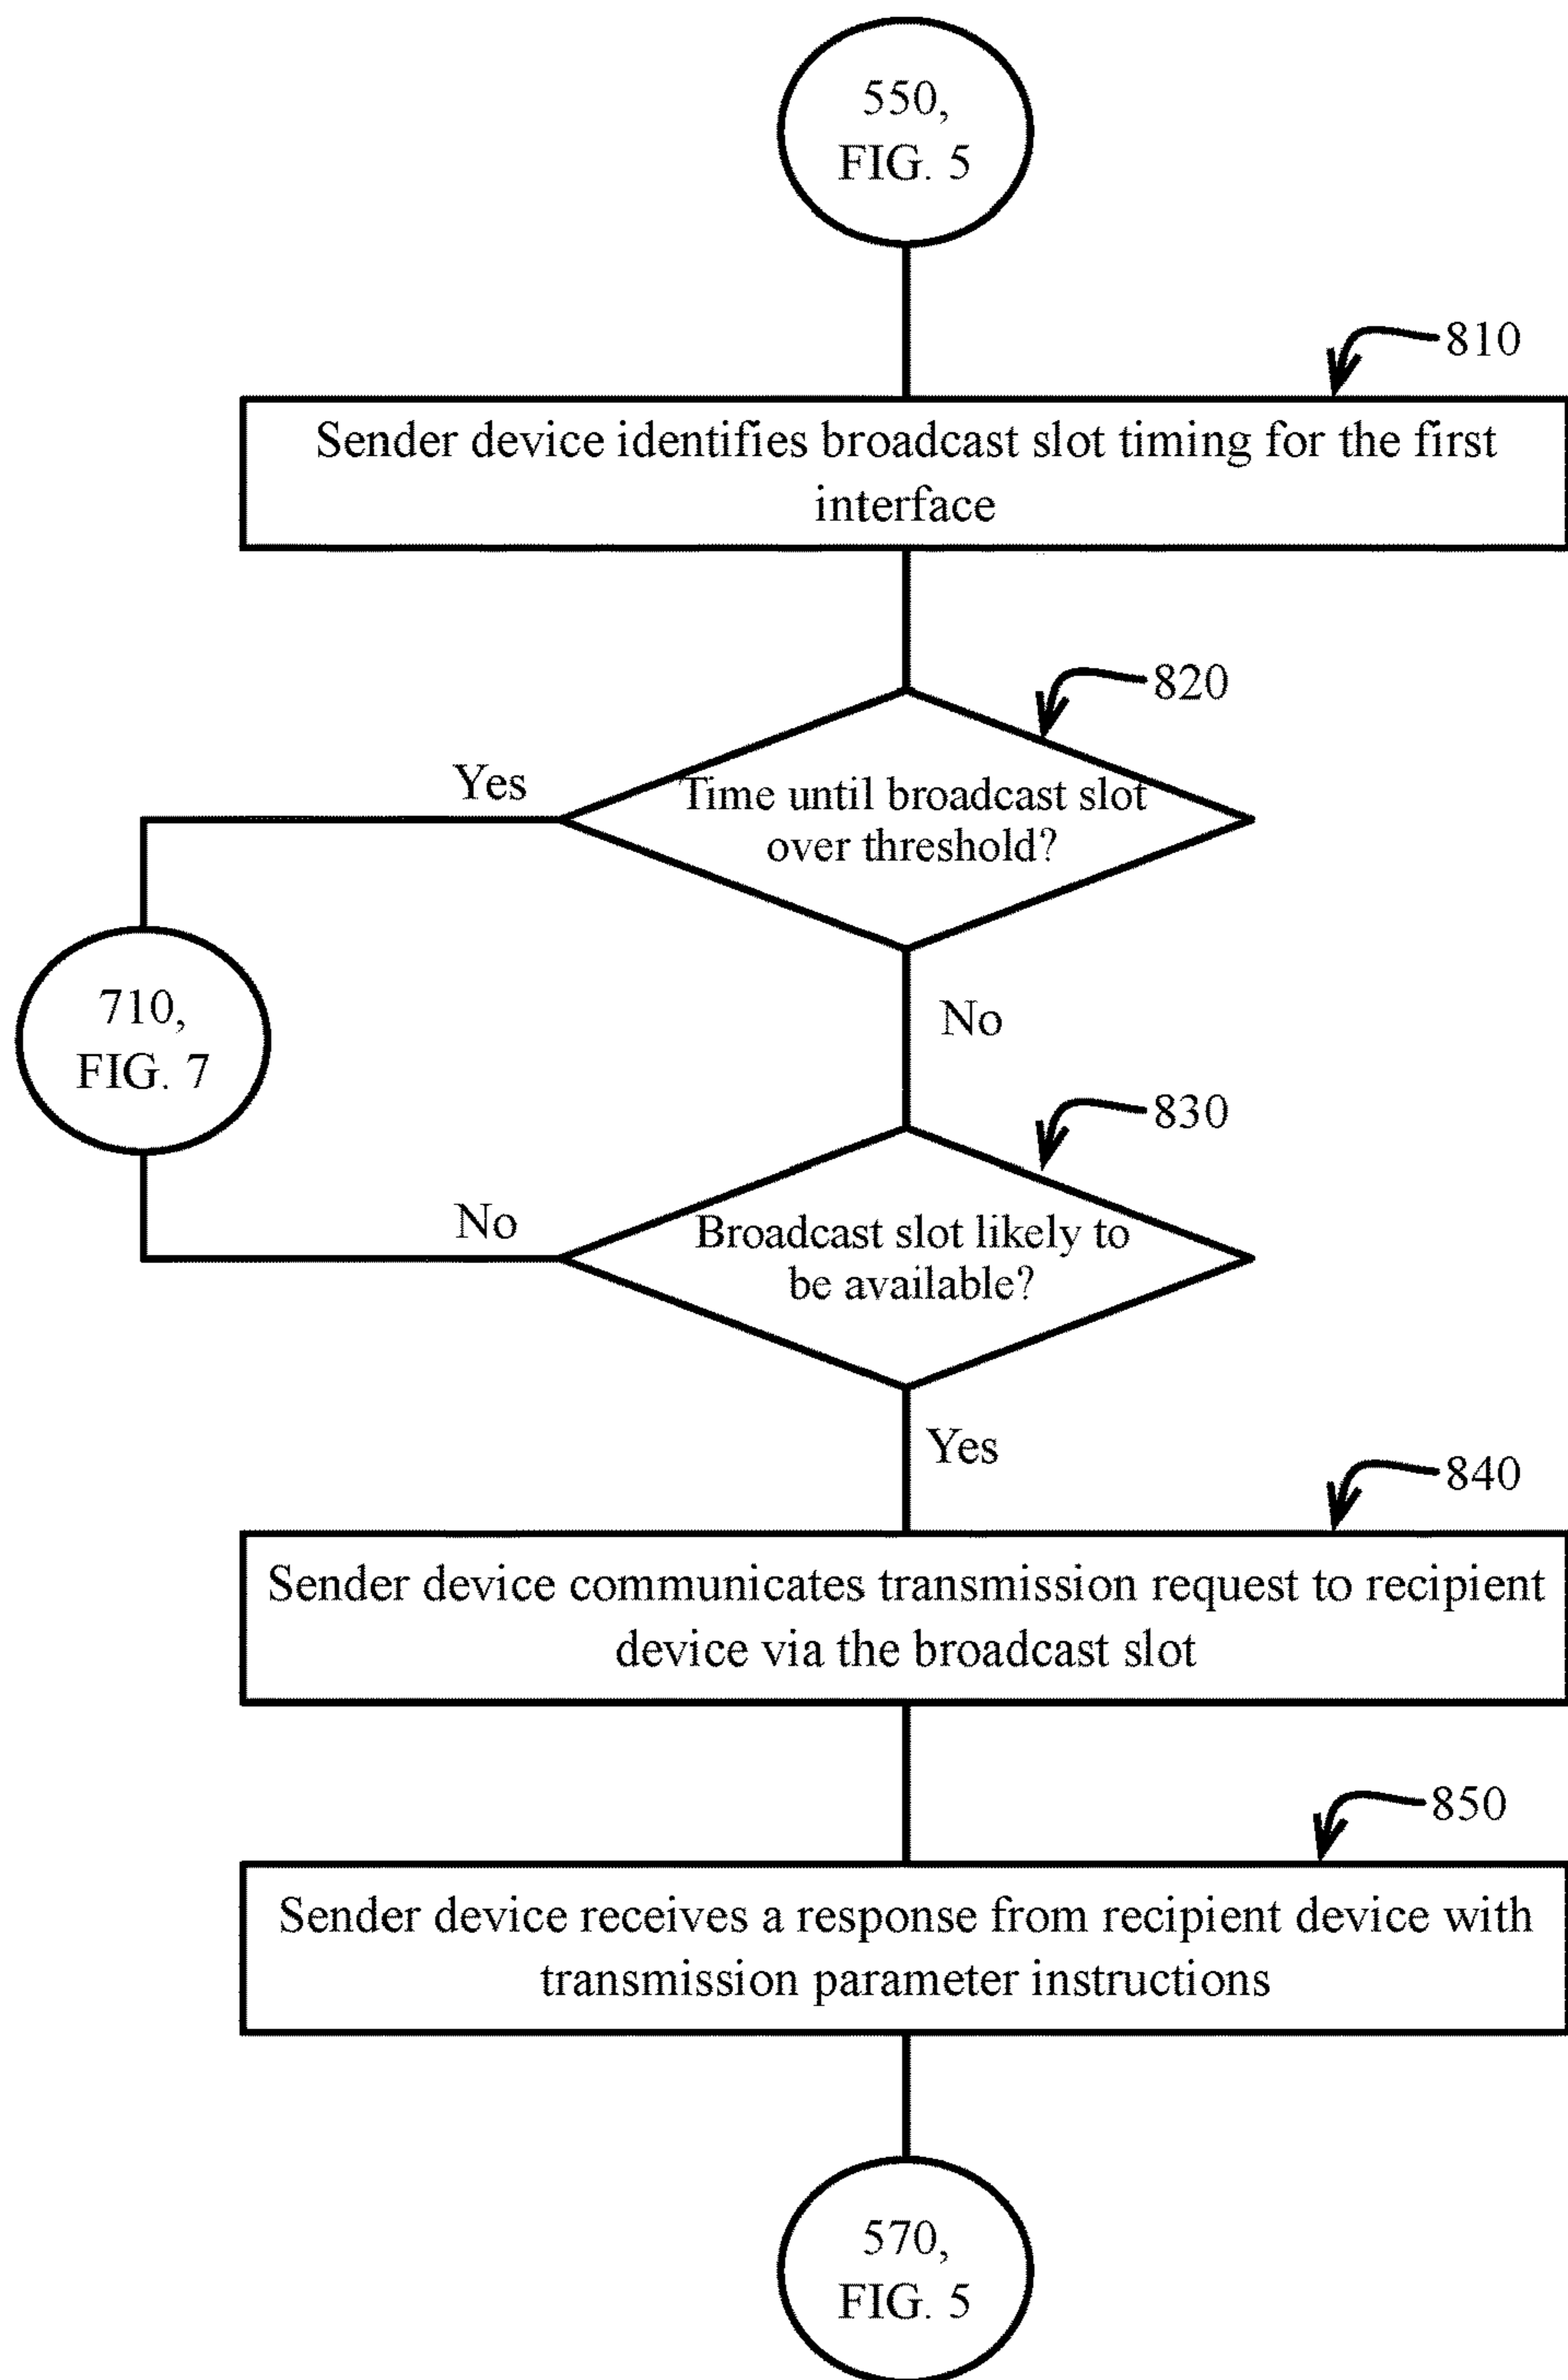 550,
FIG. 5
810
Sender device identifies broadcast slot timing for the first
interface
820
Yes
Time until broadcast slot
over threshold?
710,
FIG. 7
No
830
No
Broadcast slot likely to
be available?
Yes
840
Sender device communicates transmission request to recipient
device via the broadcast slot
850
Sender device receives a response from recipient device with
transmission parameter instructions
570,
FIG. 5